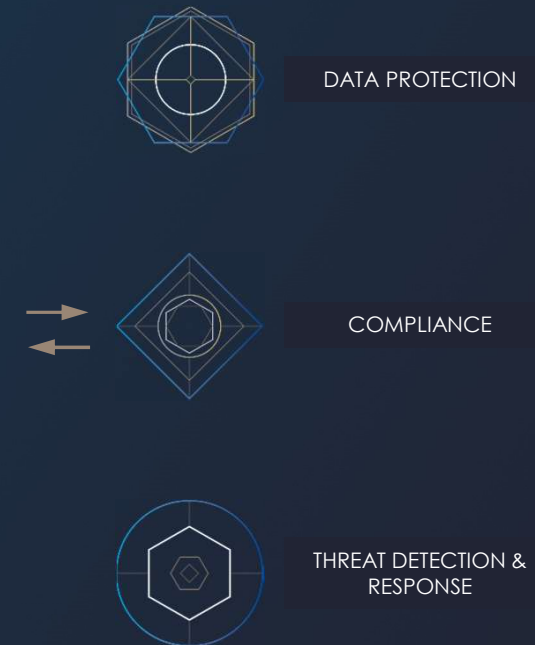 DATA PROTECTION
COMPLIANCE
THREAT DETECTION &
RESPONSE